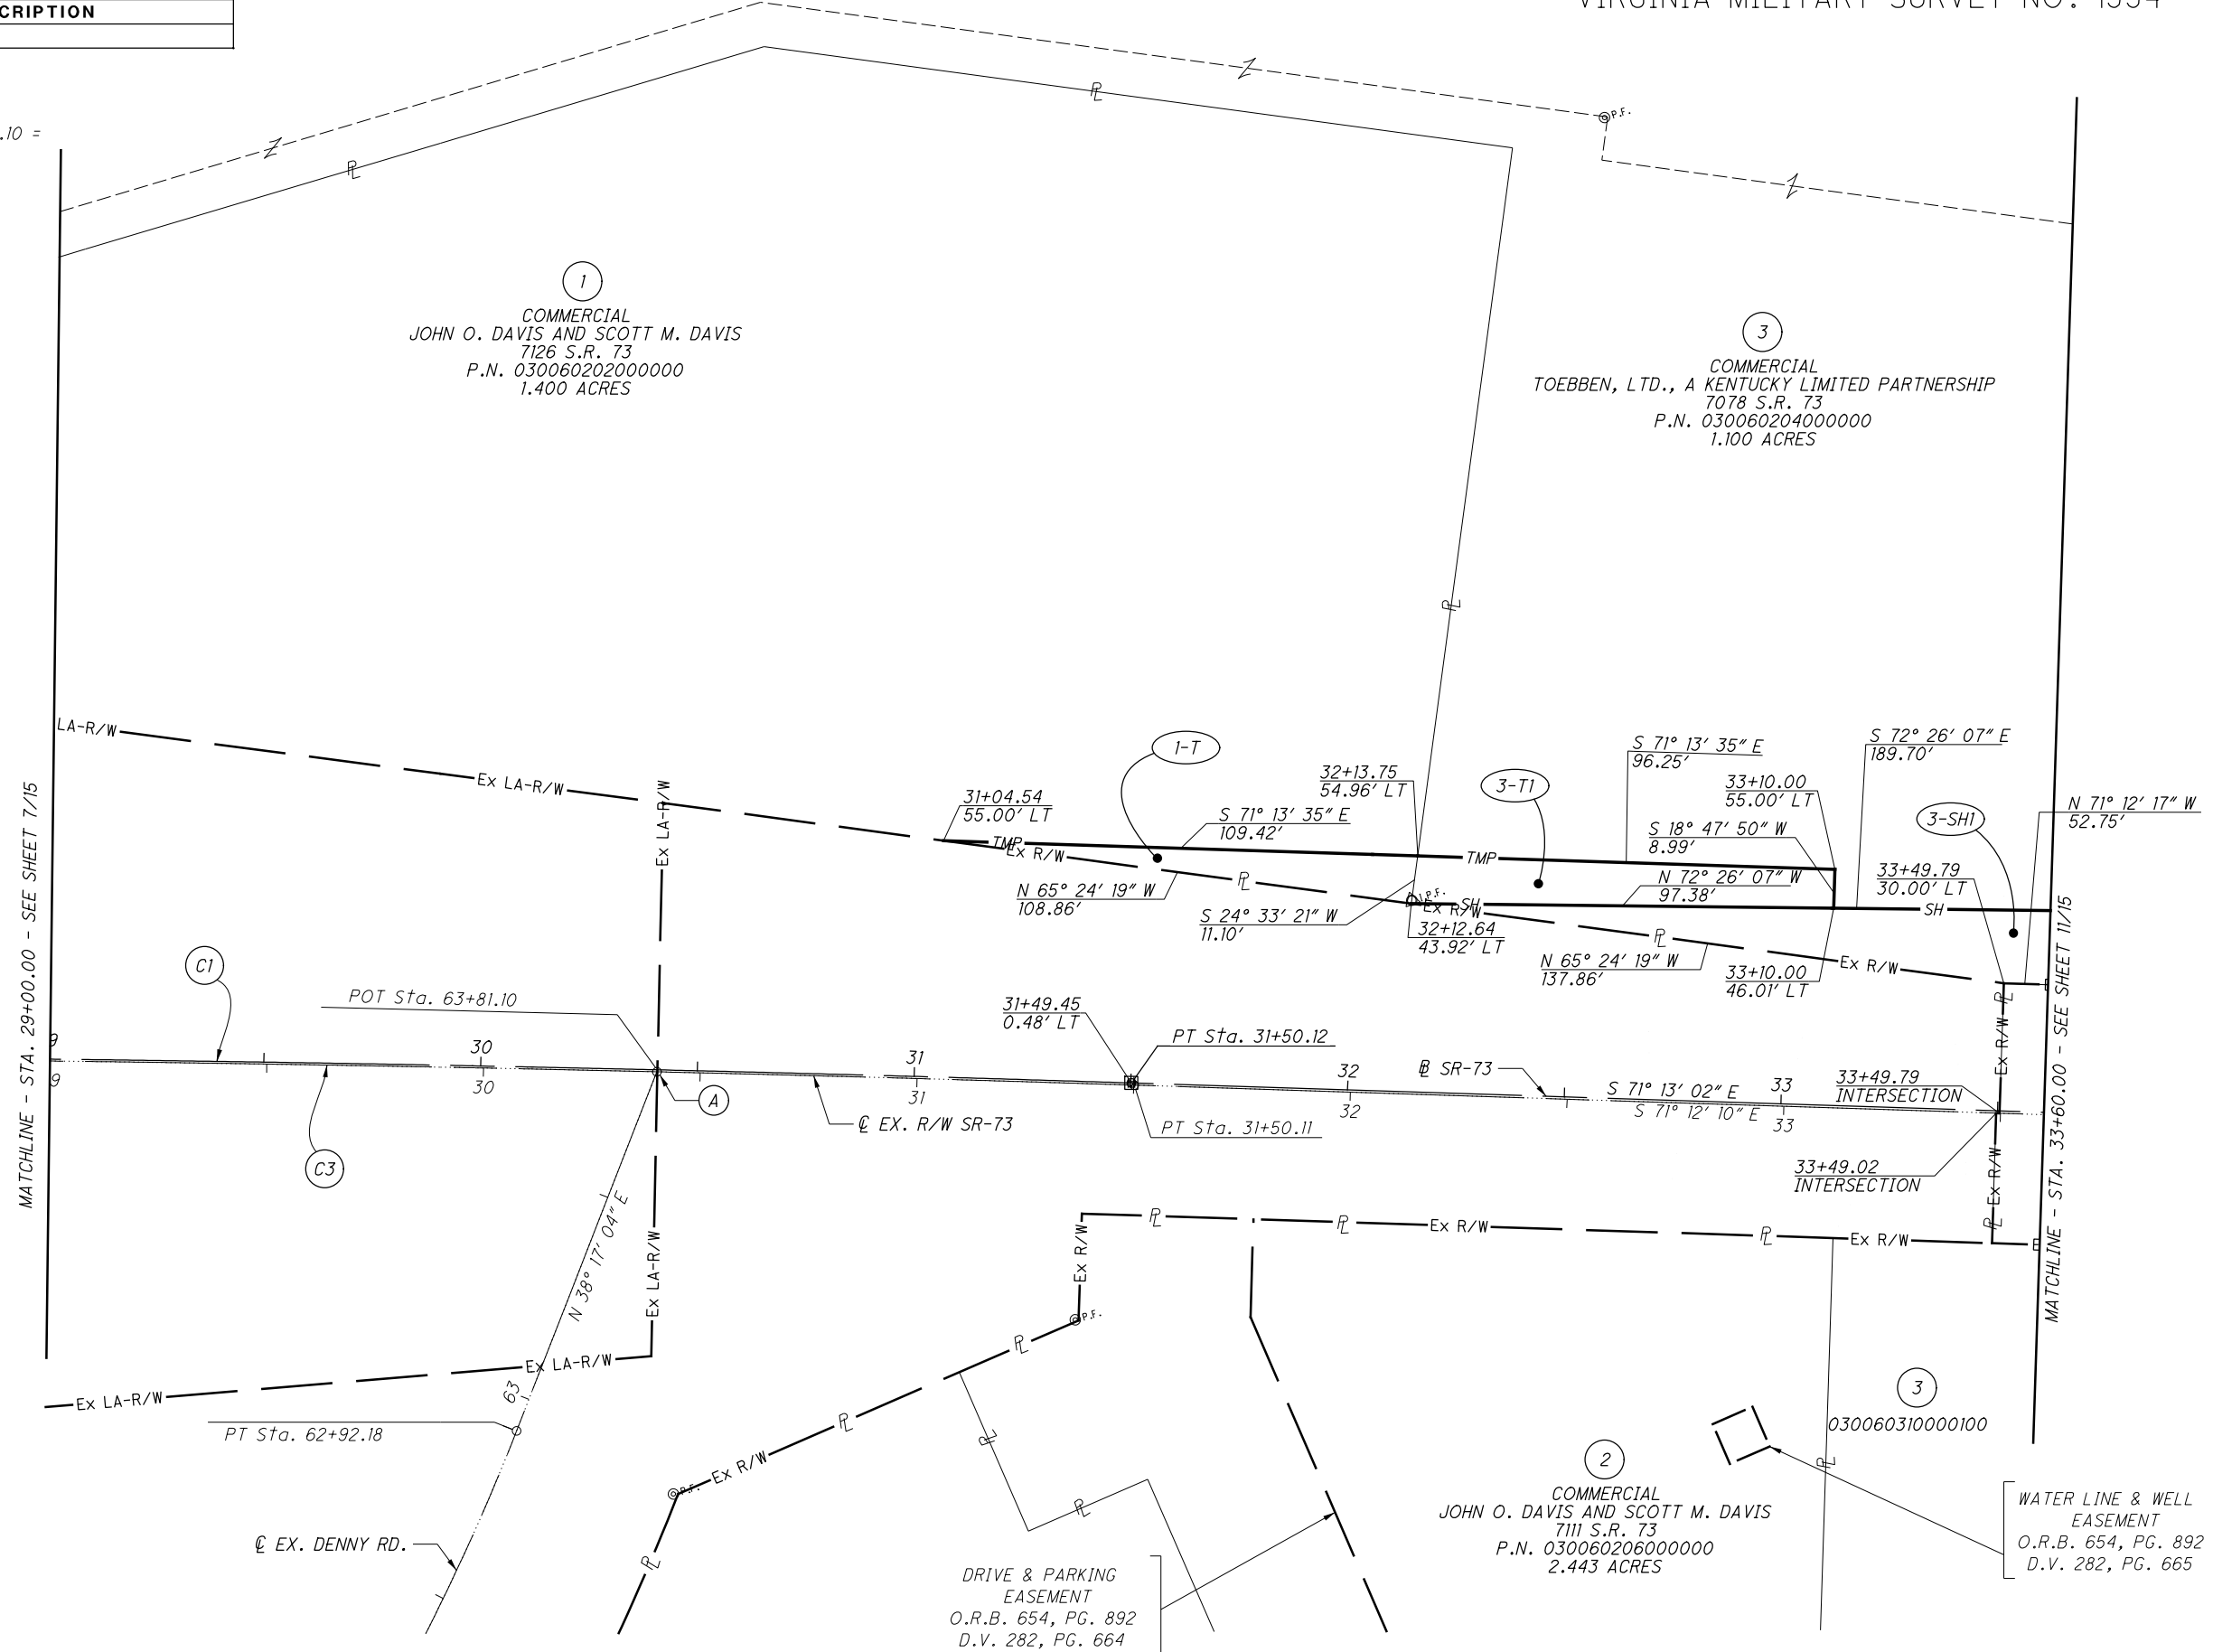 CRIPTION
.10 =
P.F.
1
COMMERCIAL
JOHN O. DAVIS AND SCOTT M. DAVIS
7126 S.R. 73
P.N. 030060202000000
1.400 ACRES
3
COMMERCIAL
TOEBBEN, LTD., A KENTUCKY LIMITED PARTNERSHIP
7078 S.R. 73
P.N. 030060204000000
1.100 ACRES
LA-R/W
Ex LA-R/W
Ex LA-R/W
1-T
31+04.54
55.00' LT
TMP
Ex R/W
S 71° 13' 35" E
109.42'
32+13.75
54.96' LT
3-T1
TMP
S 71° 13' 35" E
96.25'
33+10.00
55.00' LT
S 18° 47' 50" W
8.99'
N 72° 26' 07" W
97.38'
S 72° 26' 07" E
189.70'
33+49.79
30.00' LT
3-SH1
N 71° 12' 17" W
52.75'
N 65° 24' 19" W
108.86'
S 24° 33' 21" W
11.10'
I.P.F.
SH
Ex R/W
SH
32+12.64
43.92' LT
N 65° 24' 19" W
137.86'
33+10.00
46.01' LT
Ex R/W
Ex R/W
MATCHLINE - STA. 29+00.00 - SEE SHEET 7/15
MATCHLINE - STA. 33+60.00 - SEE SHEET 11/15
C1
POT Sta. 63+81.10
31+49.45
0.48' LT
PT Sta. 31+50.12
9
9
30
30
31
31
32
32
33
33
A
℄ EX. R/W SR-73
PT Sta. 31+50.11
SR-73
S 71° 13' 02" E
S 71° 12' 10" E
33+49.79
INTERSECTION
33+49.02
INTERSECTION
C3
N 38° 17' 04" E
Ex LA-R/W
Ex R/W
Ex R/W
Ex R/W
Ex R/W
P.F.
Ex LA-R/W
Ex LA-R/W
63
PT Sta. 62+92.18
P.F.
Ex R/W
℄ EX. DENNY RD.
DRIVE & PARKING
EASEMENT
O.R.B. 654, PG. 892
D.V. 282, PG. 664
2
COMMERCIAL
JOHN O. DAVIS AND SCOTT M. DAVIS
7111 S.R. 73
P.N. 030060206000000
2.443 ACRES
3
030060310000100
WATER LINE & WELL
EASEMENT
O.R.B. 654, PG. 892
D.V. 282, PG. 665